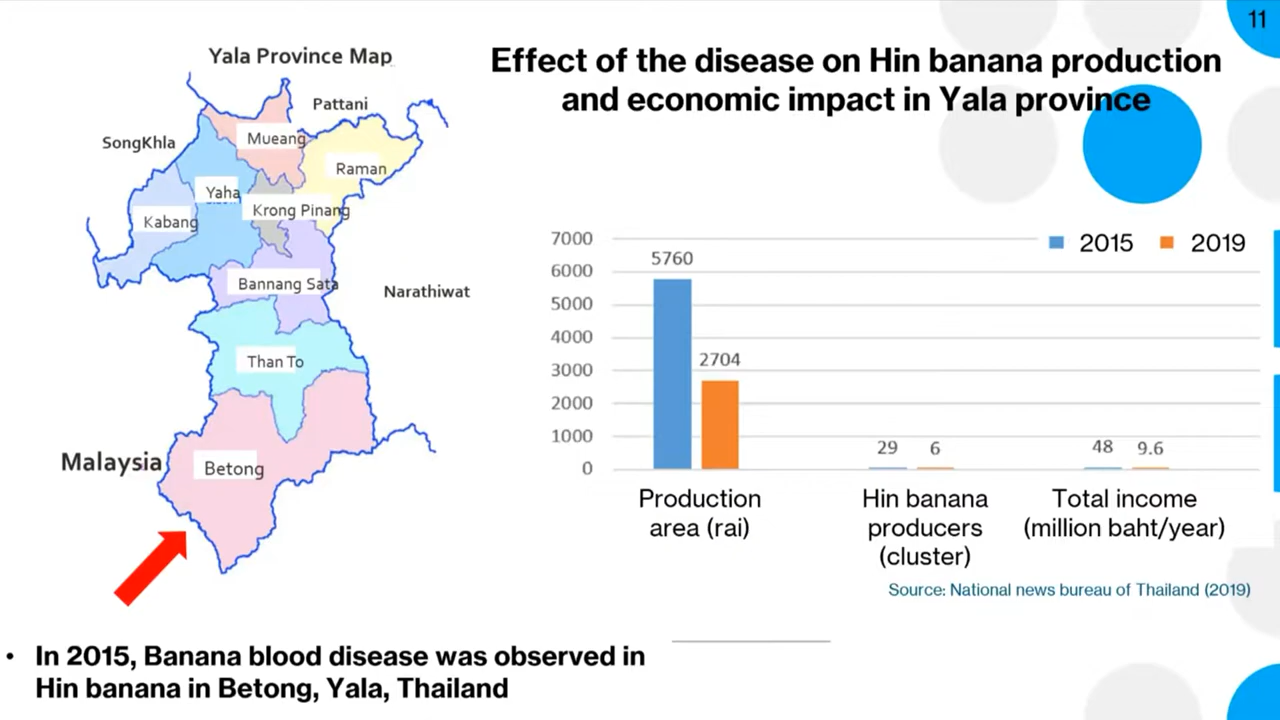 11
Effect of the disease on Hin banana production
and economic impact in Yala province
Yala Province Map
Pattani
SongKhla
Mueang
Raman
Yaha
Krong Pinang
Kabang
Bannang Sata
Narathiwat
Than To
Malaysia
Betong
2015 2019
7000
6000
5000
4000
3000
2000
1000
0
5760
2704
29 6
48 9.6
Production
area (rai)
Hin banana
producers
(cluster)
Total income
(million baht/year)
Source: National news bureau of Thailand (2019)
• In 2015, Banana blood disease was observed in
Hin banana in Betong, Yala, Thailand